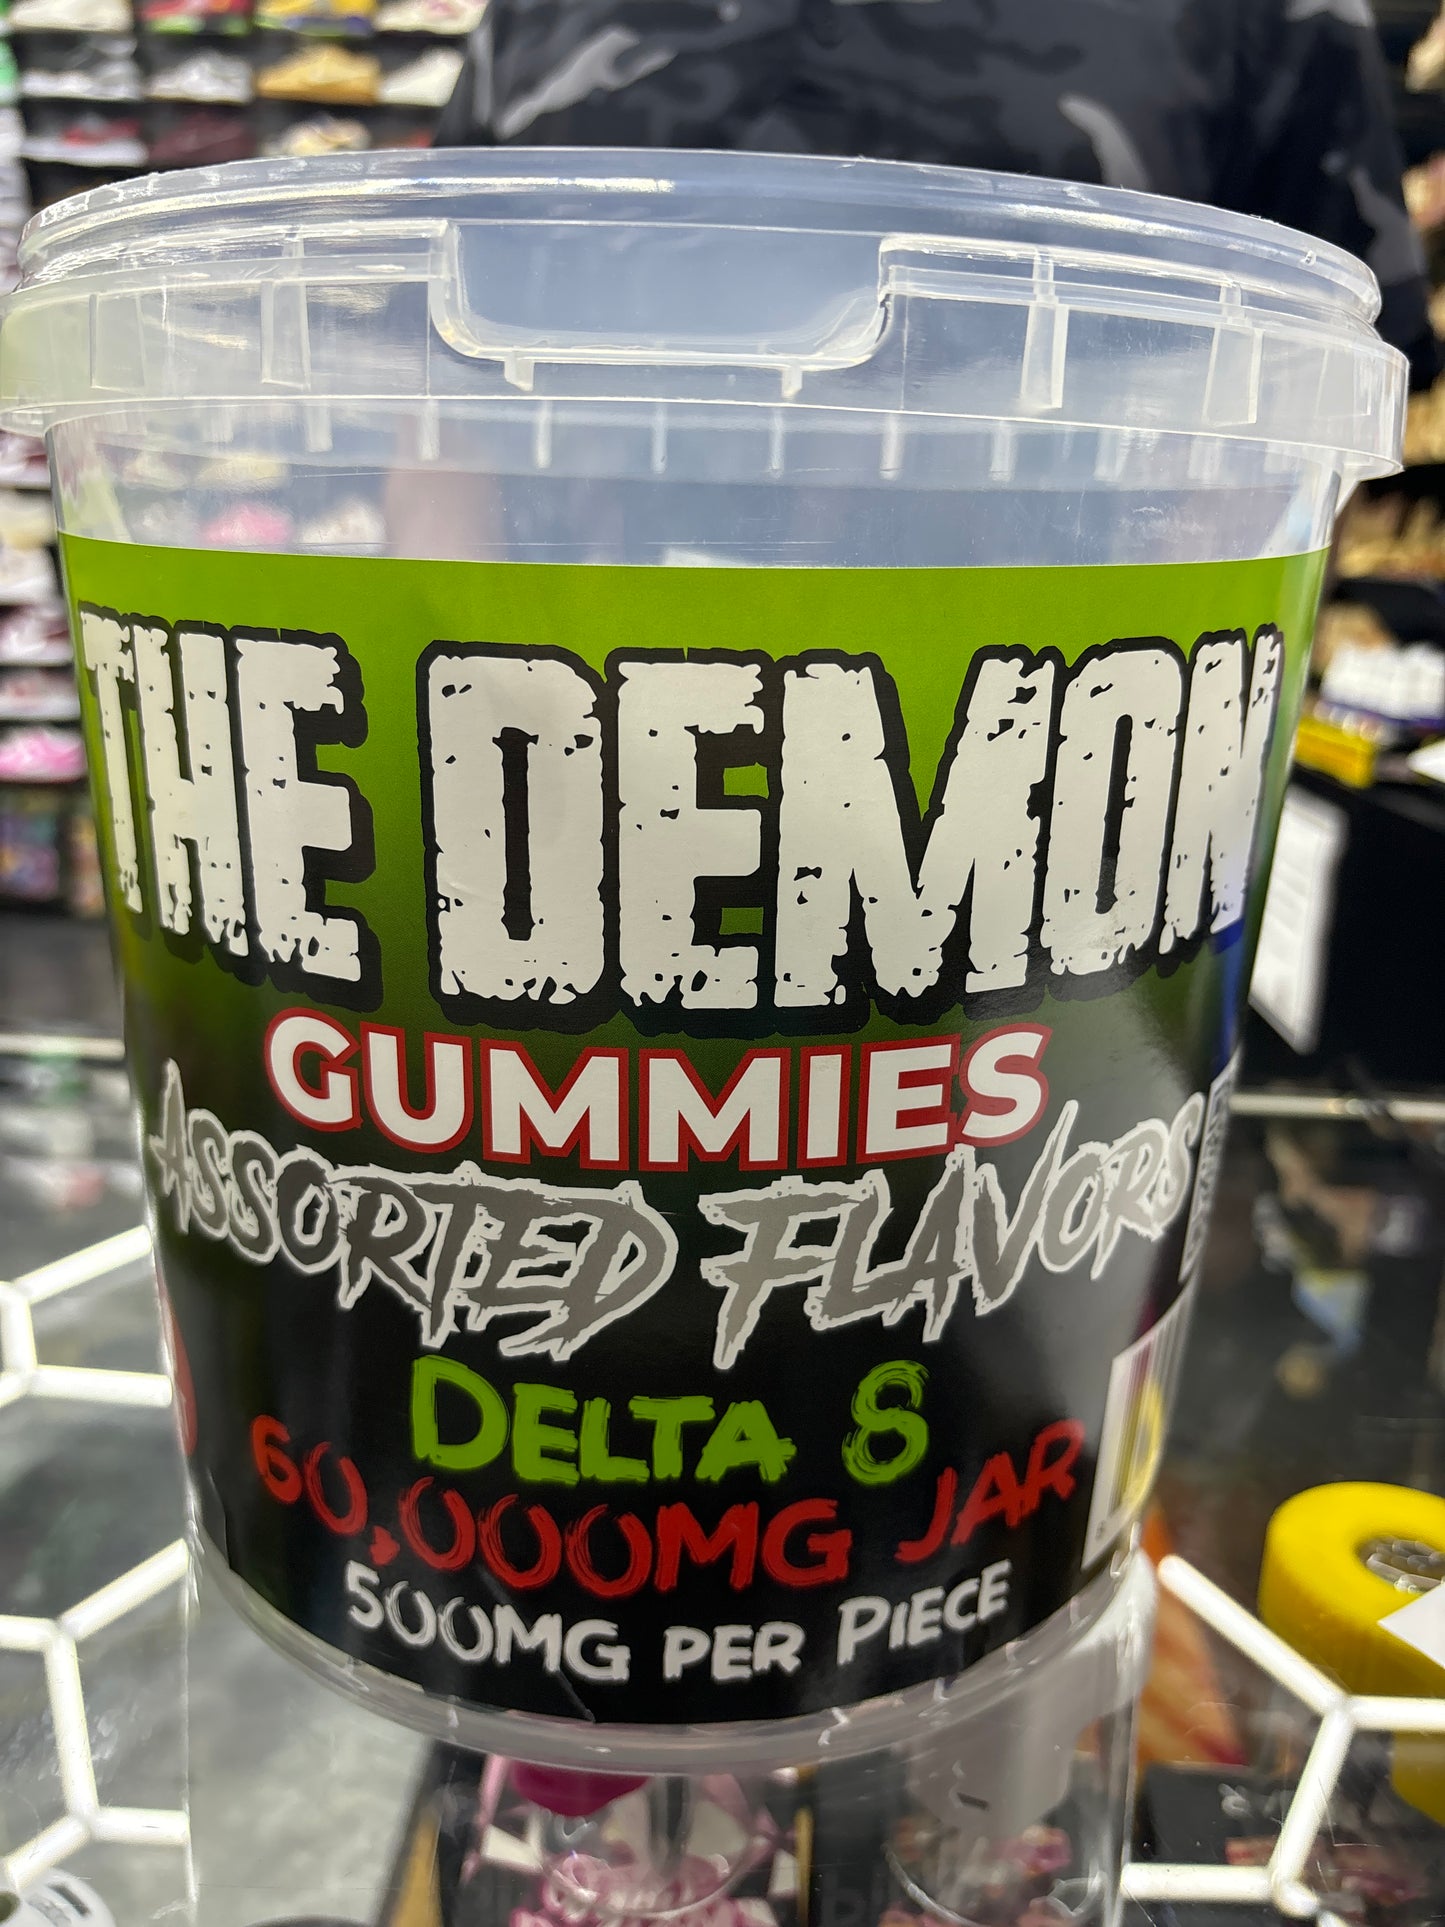 THE DEMON
GUMMIES
ASSORTED FLAVORS
DELTA 8
60,000MG JAR
500MG PER PIECE